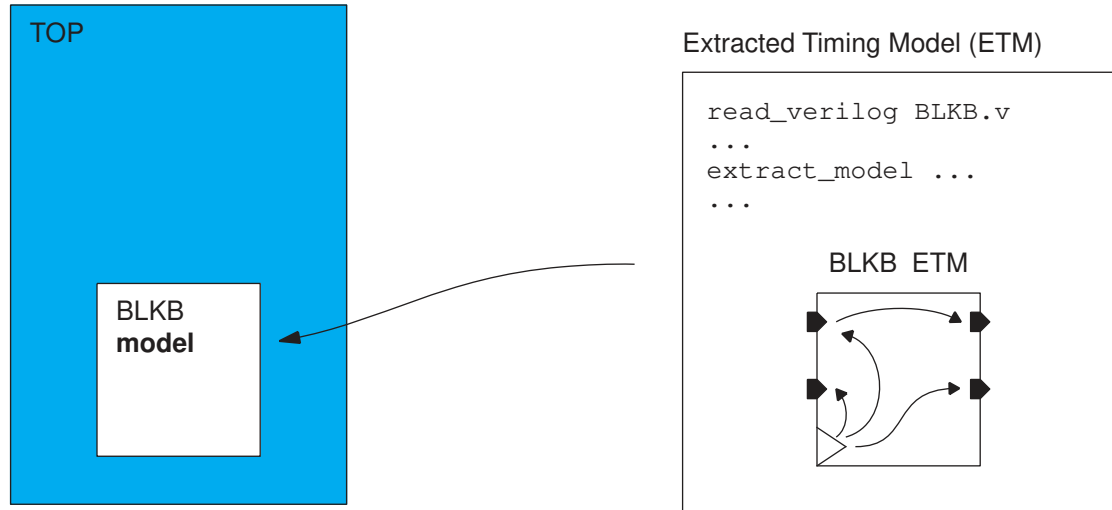 TOP
BLKB
model
Extracted Timing Model (ETM)
read_verilog BLKB.v
...
extract_model ...
...
BLKB ETM